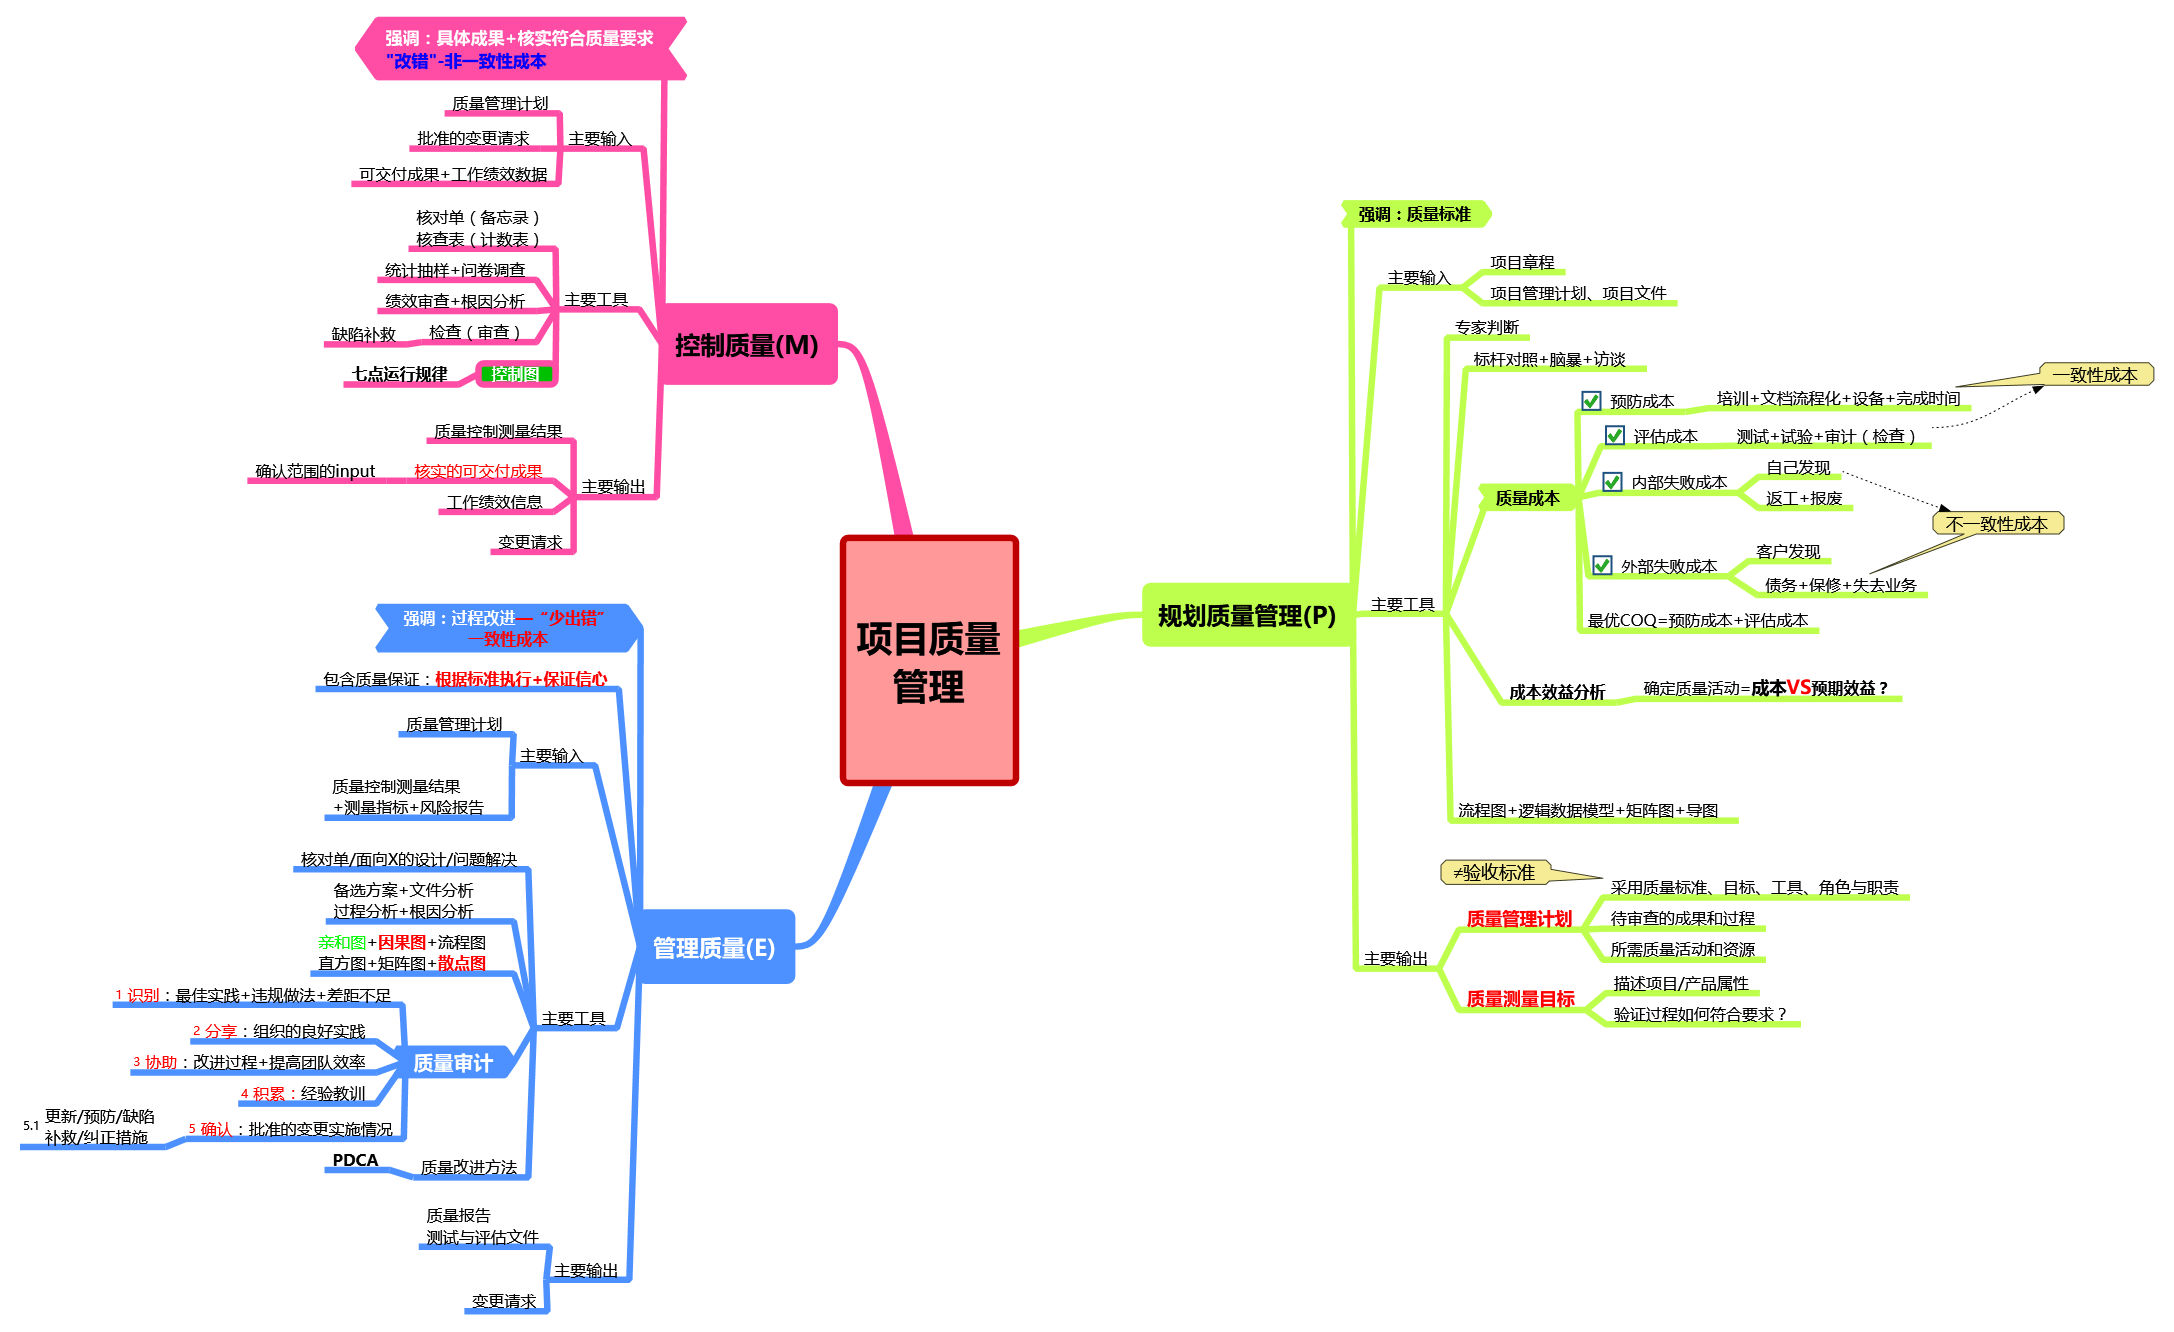 项目质量
管理
规划质量管理(P)
强调：质量标准
主要输入
项目章程
项目管理计划、项目文件
主要工具
专家判断
标杆对照+脑暴+访谈
质量成本
预防成本
培训+文档流程化+设备+完成时间
一致性成本
评估成本
测试+试验+审计（检查）
内部失败成本
自己发现
返工+报废
不一致性成本
外部失败成本
客户发现
债务+保修+失去业务
最优COQ=预防成本+评估成本
成本效益分析
确定质量活动=成本VS预期效益？
流程图+逻辑数据模型+矩阵图+导图
主要输出
≠验收标准
质量管理计划
采用质量标准、目标、工具、角色与职责
待审查的成果和过程
所需质量活动和资源
质量测量目标
描述项目/产品属性
验证过程如何符合要求？
控制质量(M)
强调：具体成果+核实符合质量要求
"改错"-非一致性成本
主要输入
质量管理计划
批准的变更请求
可交付成果+工作绩效数据
主要工具
核对单（备忘录）
核查表（计数表）
统计抽样+问卷调查
绩效审查+根因分析
检查（审查）
缺陷补救
控制图
七点运行规律
主要输出
质量控制测量结果
核实的可交付成果
确认范围的input
工作绩效信息
变更请求
管理质量(E)
强调：过程改进—“少出错”
一致性成本
包含质量保证：根据标准执行+保证信心
主要输入
质量管理计划
质量控制测量结果
+测量指标+风险报告
主要工具
核对单/面向X的设计/问题解决
备选方案+文件分析
过程分析+根因分析
亲和图+因果图+流程图
直方图+矩阵图+散点图
质量审计
1 识别：最佳实践+违规做法+差距不足
2 分享：组织的良好实践
3 协助：改进过程+提高团队效率
4 积累：经验教训
5 确认：批准的变更实施情况
5.1 更新/预防/缺陷
补救/纠正措施
质量改进方法
PDCA
主要输出
质量报告
测试与评估文件
变更请求